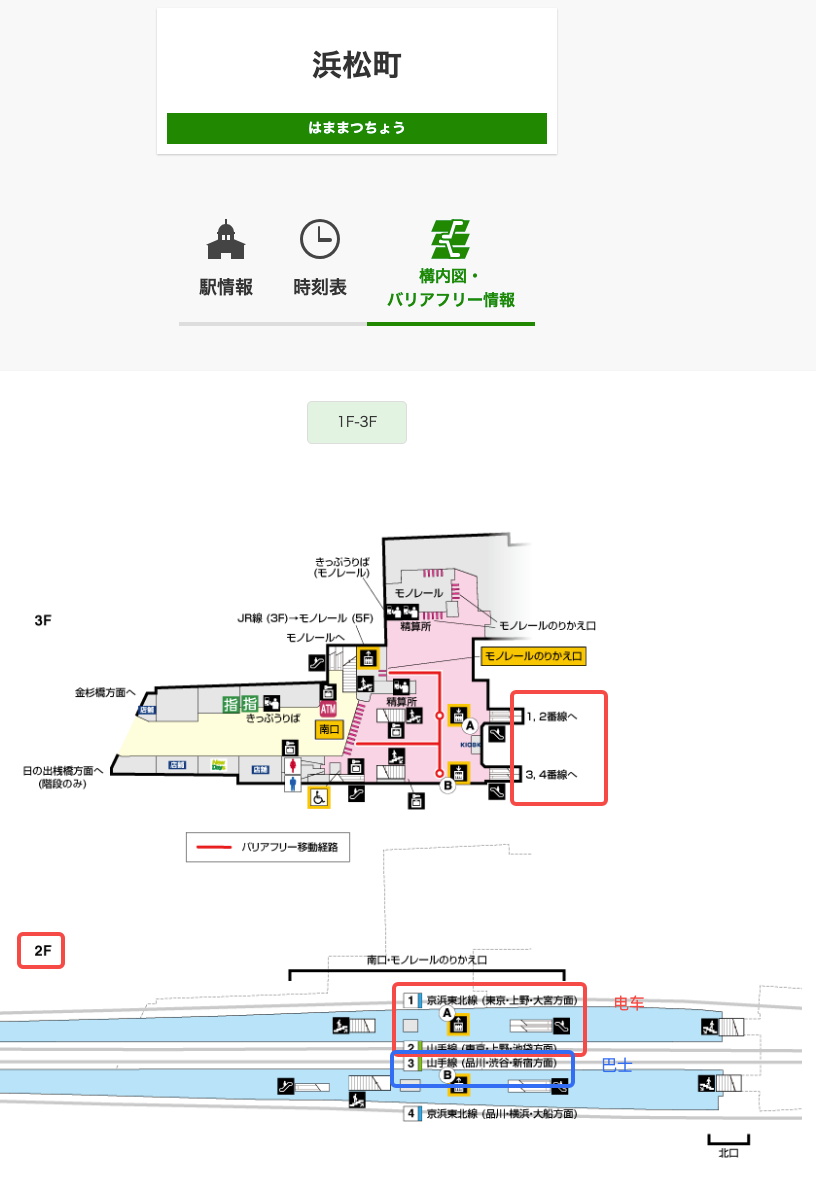 浜松町
はままつちょう
駅情報
時刻表
構内図・
バリアフリー情報
1F-3F
きっぷうりば
(モノレール)
モノレール
3F
JR線 (3F)→モノレール (5F)
精算所
モノレールのりかえ口
モノレールへ
モノレールのりかえ口
金杉橋方面へ
精算所
店舗
指 指
ATM
きっぷうりば
南口
1, 2番線へ
A
KIOSK
日の出桟橋方面へ
(階段のみ)
店舗
New Days
店舗
3, 4番線へ
B
バリアフリー移動経路
2F
南口・モノレールのりかえ口
1 京浜東北線 (東京・上野・大宮方面)
电车
A
2 山手線 (東京・上野・池袋方面)
3 山手線 (品川・渋谷・新宿方面)
巴士
B
4 京浜東北線 (品川・横浜・大船方面)
北口